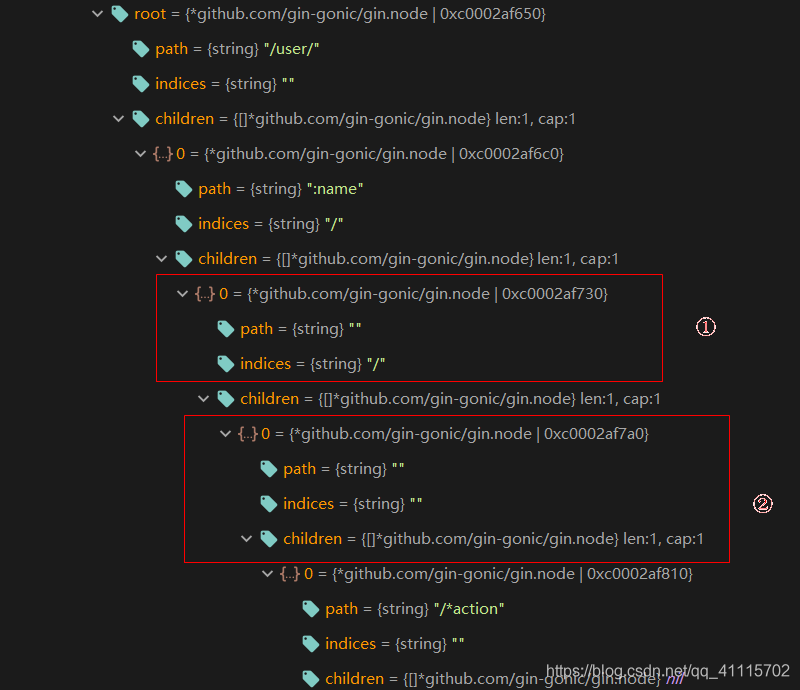 root = {*github.com/gin-gonic/gin.node | 0xc0002af650}
path = {string} "/user/"
indices = {string} ""
children = {[]*github.com/gin-gonic/gin.node} len:1, cap:1
{...} 0 = {*github.com/gin-gonic/gin.node | 0xc0002af6c0}
path = {string} ":name"
indices = {string} "/"
children = {[]*github.com/gin-gonic/gin.node} len:1, cap:1
{...} 0 = {*github.com/gin-gonic/gin.node | 0xc0002af730}
path = {string} ""
①
indices = {string} "/"
children = {[]*github.com/gin-gonic/gin.node} len:1, cap:1
{...} 0 = {*github.com/gin-gonic/gin.node | 0xc0002af7a0}
path = {string} ""
indices = {string} ""
②
children = {[]*github.com/gin-gonic/gin.node} len:1, cap:1
{...} 0 = {*github.com/gin-gonic/gin.node | 0xc0002af810}
path = {string} "/*action"
indices = {string} ""
children = {[]*github.com/gin-gonic/gin.node} nil
https://blog.csdn.net/qq_41115702